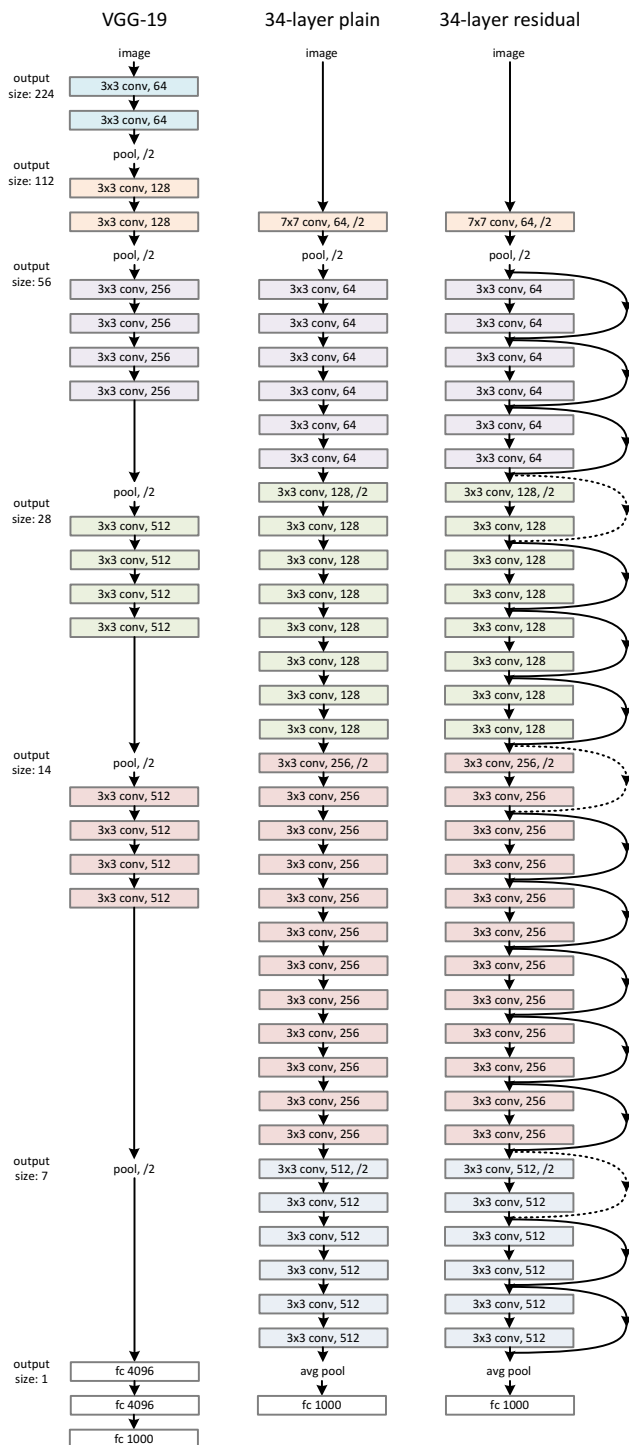 VGG-19
34-layer plain
34-layer residual
output
size: 224
output
size: 112
output
size: 56
output
size: 28
output
size: 14
output
size: 7
output
size: 1
image
3x3 conv, 64
3x3 conv, 64
pool, /2
3x3 conv, 128
3x3 conv, 128
pool, /2
3x3 conv, 256
3x3 conv, 256
3x3 conv, 256
3x3 conv, 256
pool, /2
3x3 conv, 512
3x3 conv, 512
3x3 conv, 512
3x3 conv, 512
pool, /2
3x3 conv, 512
3x3 conv, 512
3x3 conv, 512
3x3 conv, 512
pool, /2
fc 4096
fc 4096
fc 1000
image
7x7 conv, 64, /2
pool, /2
3x3 conv, 64
3x3 conv, 64
3x3 conv, 64
3x3 conv, 64
3x3 conv, 64
3x3 conv, 64
3x3 conv, 128, /2
3x3 conv, 128
3x3 conv, 128
3x3 conv, 128
3x3 conv, 128
3x3 conv, 128
3x3 conv, 128
3x3 conv, 128
3x3 conv, 256, /2
3x3 conv, 256
3x3 conv, 256
3x3 conv, 256
3x3 conv, 256
3x3 conv, 256
3x3 conv, 256
3x3 conv, 256
3x3 conv, 256
3x3 conv, 256
3x3 conv, 256
3x3 conv, 256
3x3 conv, 512, /2
3x3 conv, 512
3x3 conv, 512
3x3 conv, 512
3x3 conv, 512
3x3 conv, 512
avg pool
fc 1000
image
7x7 conv, 64, /2
pool, /2
3x3 conv, 64
3x3 conv, 64
3x3 conv, 64
3x3 conv, 64
3x3 conv, 64
3x3 conv, 64
3x3 conv, 128, /2
3x3 conv, 128
3x3 conv, 128
3x3 conv, 128
3x3 conv, 128
3x3 conv, 128
3x3 conv, 128
3x3 conv, 128
3x3 conv, 256, /2
3x3 conv, 256
3x3 conv, 256
3x3 conv, 256
3x3 conv, 256
3x3 conv, 256
3x3 conv, 256
3x3 conv, 256
3x3 conv, 256
3x3 conv, 256
3x3 conv, 256
3x3 conv, 256
3x3 conv, 512, /2
3x3 conv, 512
3x3 conv, 512
3x3 conv, 512
3x3 conv, 512
3x3 conv, 512
avg pool
fc 1000